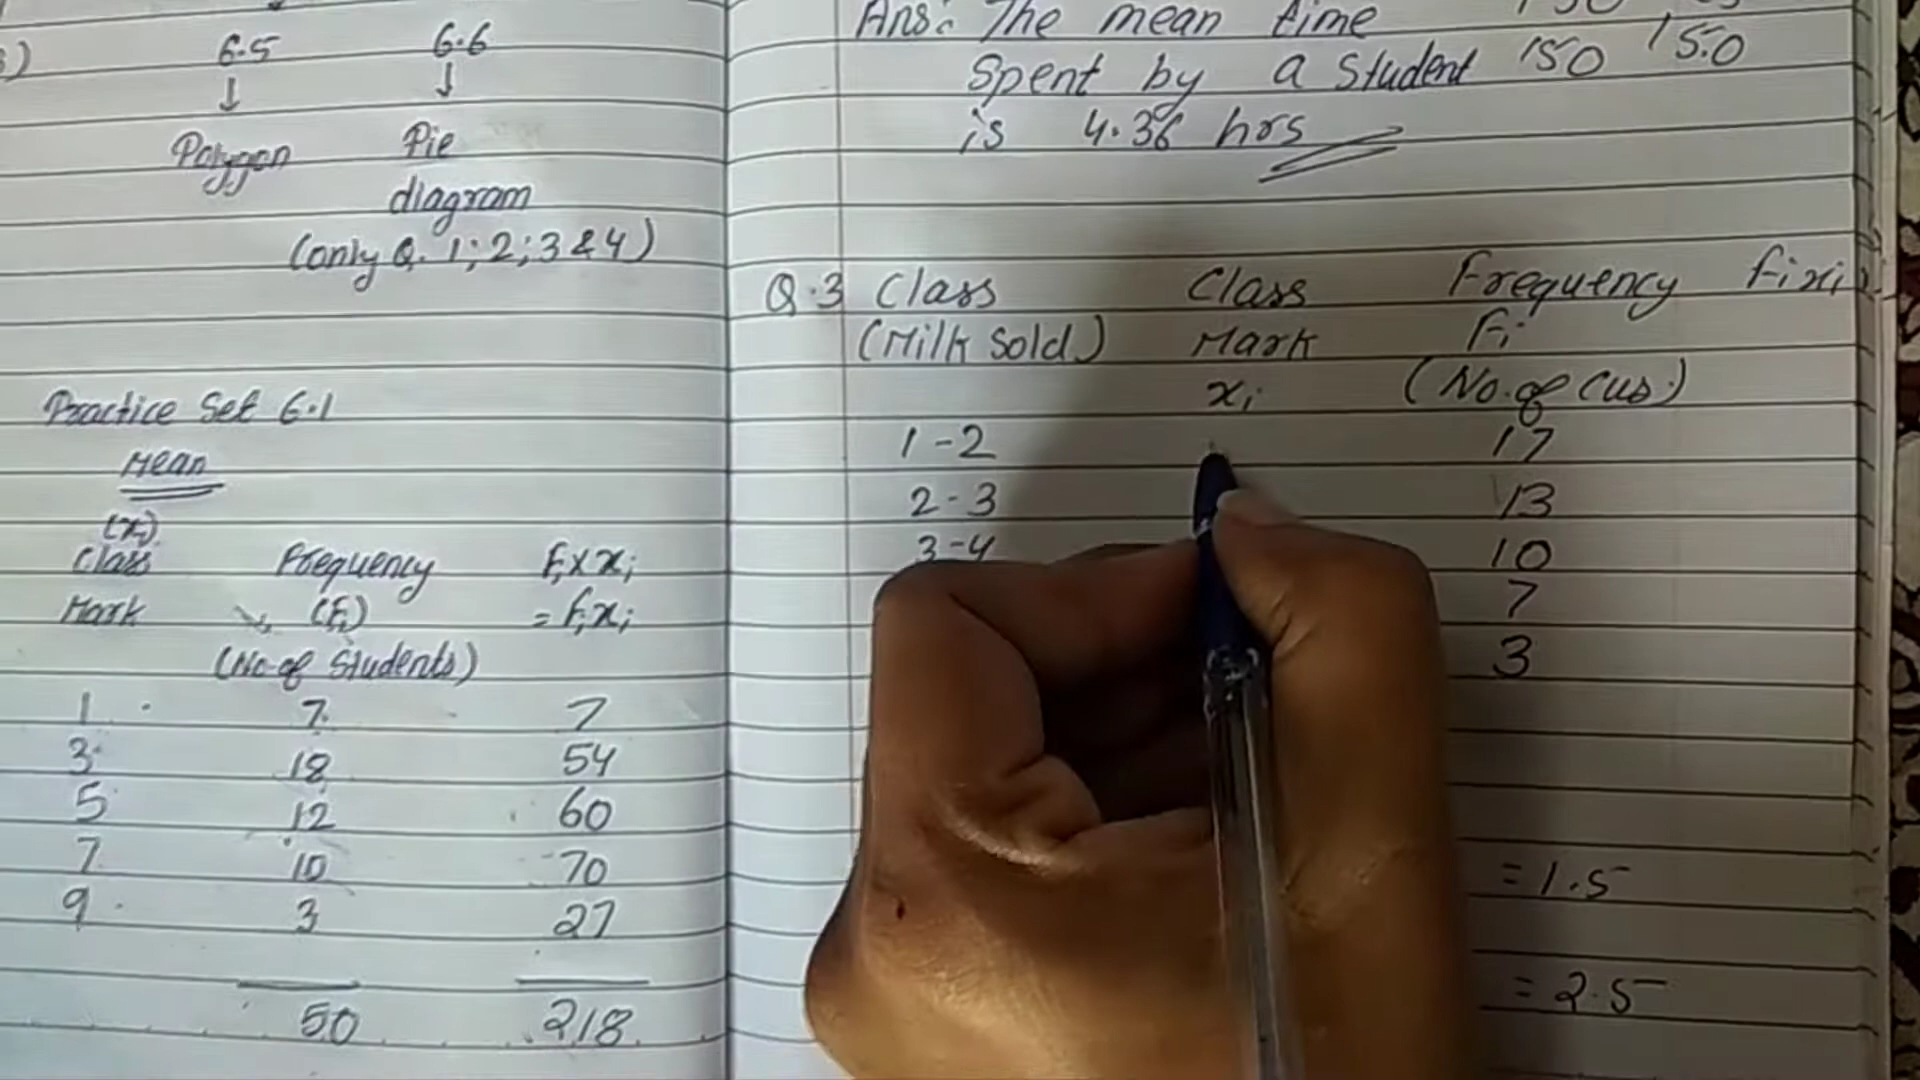 6.5 6.6
↓ ↓
Polygon Pie
diagram
(only Q. 1; 2; 3 & 4)
Practice Set 6.1
Mean
(xi)
Class Frequency Fi×xi
Mark (Fi) = fixi
(No of Students)
1 7 7
3 18 54
5 12 60
7 10 70
9 3 27
50 218
Ans: The mean time
Spent by a Student 150 15.0
is 4.36 hrs
Q.3 Class Class Frequency fixi
(Milk Sold) Mark Fi
xi (No. of Cus.)
1-2 17
2-3 13
3-4 10
7
3
= 1.5
= 2.5